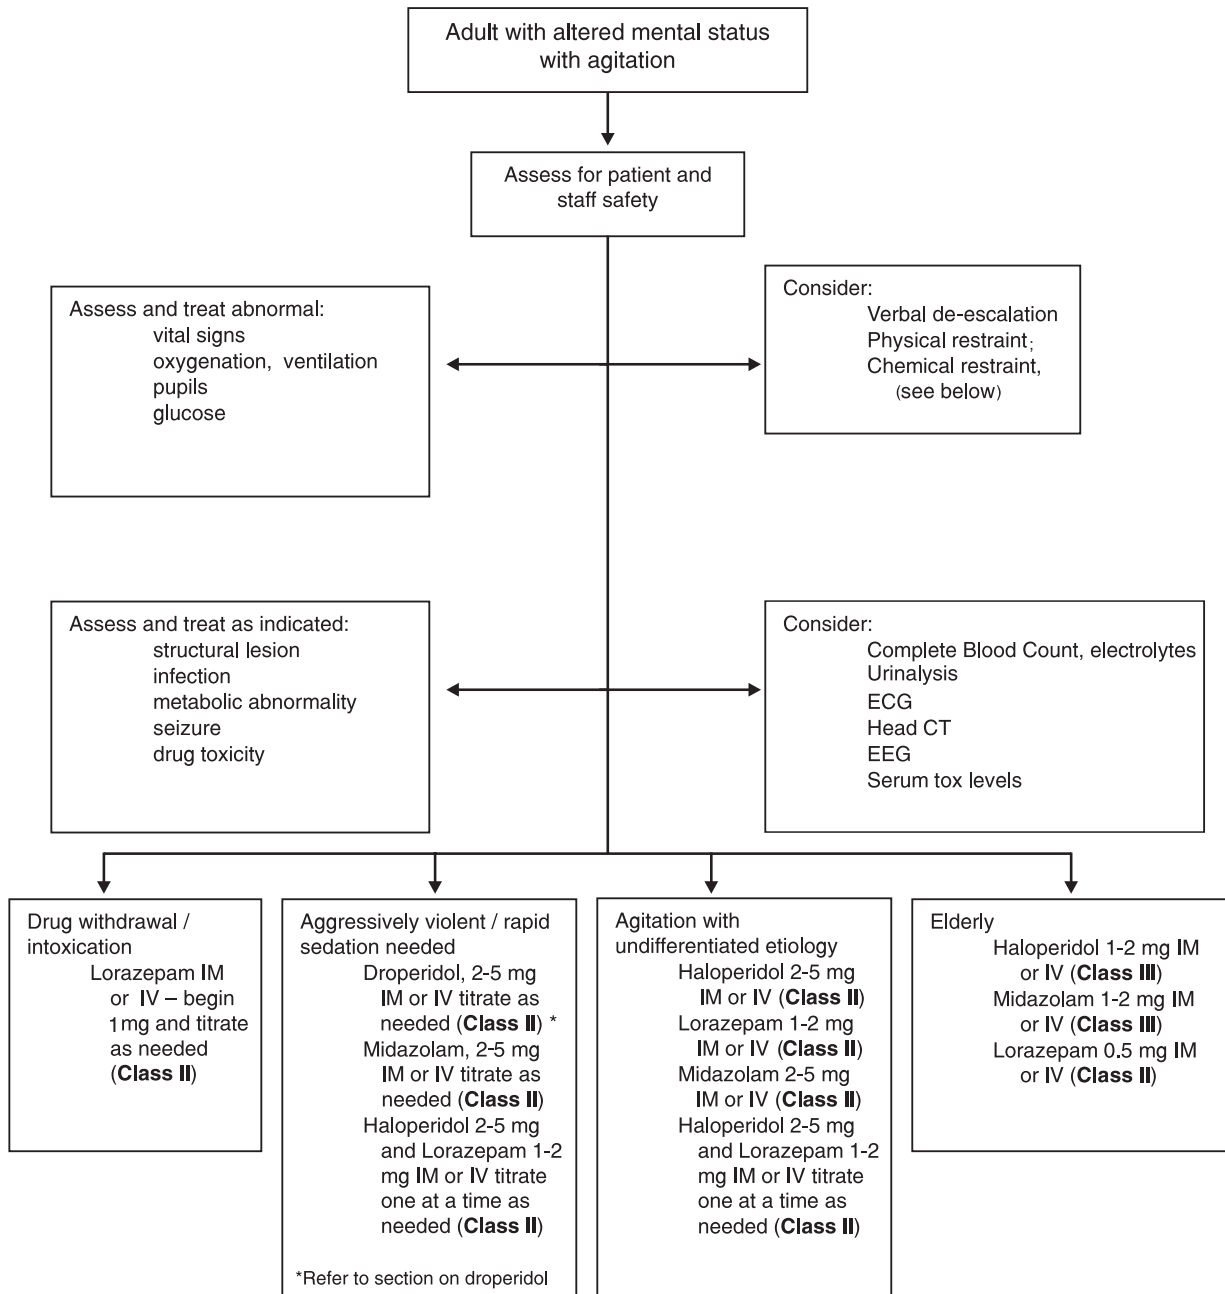 Adult with altered mental status
with agitation
Assess for patient and
staff safety
Assess and treat abnormal:
vital signs
oxygenation, ventilation
pupils
glucose
Consider:
Verbal de-escalation
Physical restraint;
Chemical restraint,
(see below)
Assess and treat as indicated:
structural lesion
infection
metabolic abnormality
seizure
drug toxicity
Consider:
Complete Blood Count, electrolytes
Urinalysis
ECG
Head CT
EEG
Serum tox levels
Drug withdrawal /
intoxication
Lorazepam IM
or IV – begin
1mg and titrate
as needed
(Class II)
Aggressively violent / rapid
sedation needed
Droperidol, 2-5 mg
IM or IV titrate as
needed (Class II) *
Midazolam, 2-5 mg
IM or IV titrate as
needed (Class II)
Haloperidol 2-5 mg
and Lorazepam 1-2
mg IM or IV titrate
one at a time as
needed (Class II)
*Refer to section on droperidol
Agitation with
undifferentiated etiology
Haloperidol 2-5 mg
IM or IV (Class II)
Lorazepam 1-2 mg
IM or IV (Class II)
Midazolam 2-5 mg
IM or IV (Class II)
Haloperidol 2-5 mg
and Lorazepam 1-2
mg IM or IV titrate
one at a time as
needed (Class II)
Elderly
Haloperidol 1-2 mg IM
or IV (Class III)
Midazolam 1-2 mg IM
or IV (Class III)
Lorazepam 0.5 mg IM
or IV (Class II)